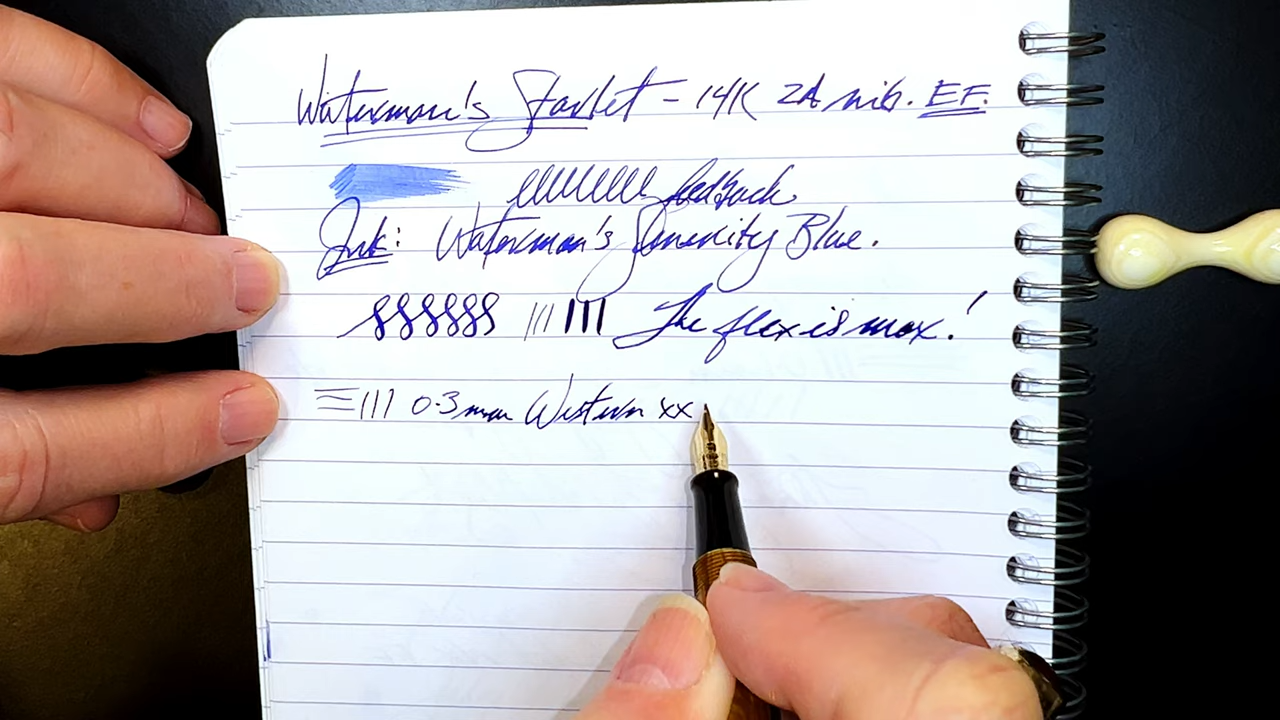 Waterman's Starlet - 14K 2A nib. EF.
feedback.
Ink: Waterman's Serenity Blue.
The flex is max!
0.3mm Western xx